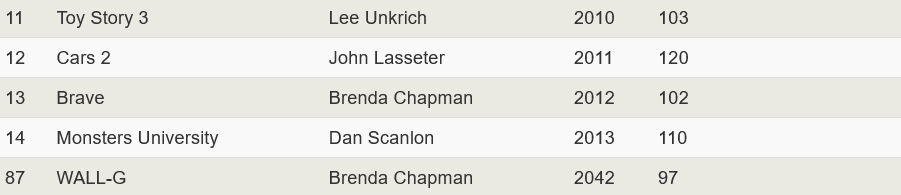 11 Toy Story 3 Lee Unkrich 2010 103
12 Cars 2 John Lasseter 2011 120
13 Brave Brenda Chapman 2012 102
14 Monsters University Dan Scanlon 2013 110
87 WALL-G Brenda Chapman 2042 97